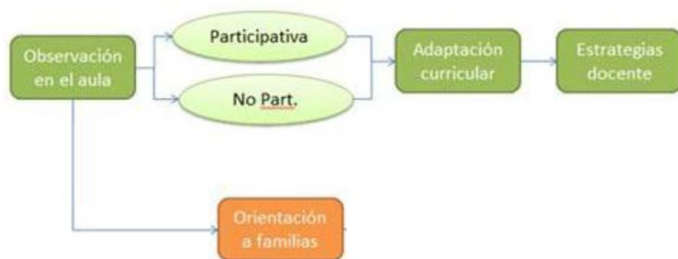 Observación
en el aula
Participativa
No Part.
Adaptación
curricular
Estrategias
docente
Orientación
a familias